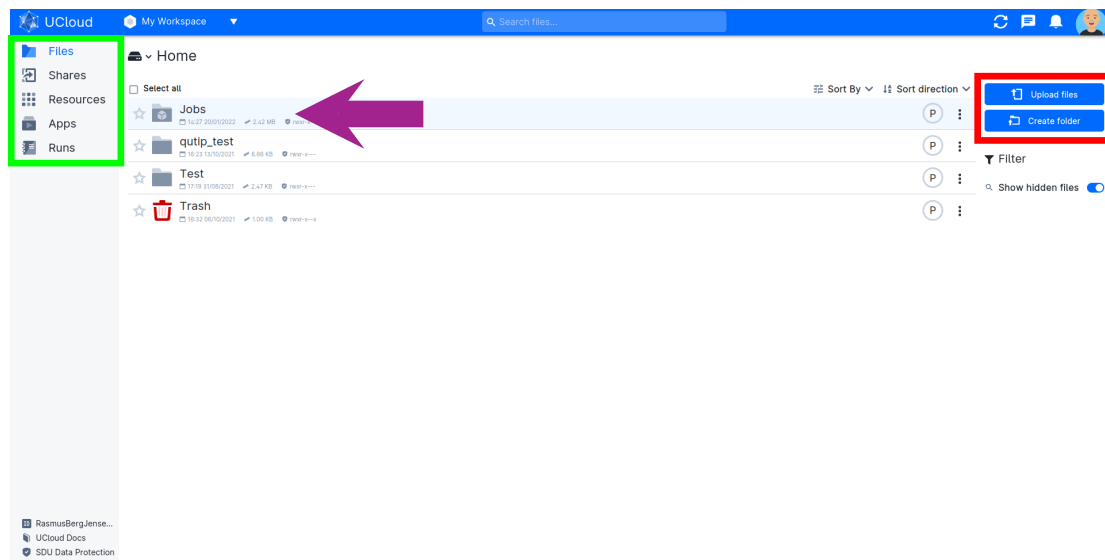 UCloud My Workspace Search files...
Files
Shares
Resources
Apps
Runs
Home
Select all Sort By Sort direction
Jobs
14:27 20/01/2022 2.42 MB P
qutip_test
16:23 13/10/2021 6.66 KB rwxr-x--- P
Test
17:19 31/08/2021 2.47 KB rwxr-x--- P
Trash
16:32 06/10/2021 1.00 KB rwxr-x--x P
Upload files
Create folder
Filter
Show hidden files
RasmusBergJense...
UCloud Docs
SDU Data Protection